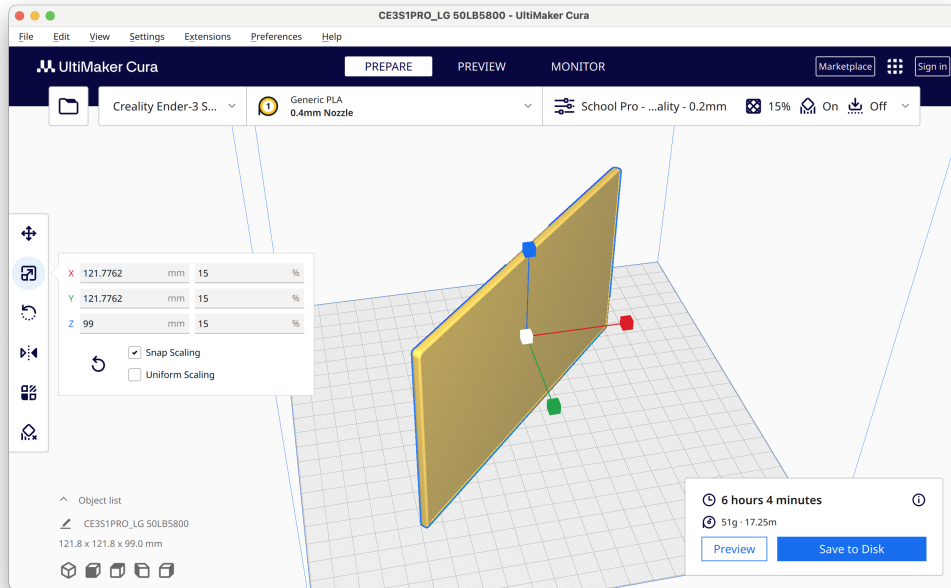 CE3S1PRO_LG 50LB5800 - UltiMaker Cura
File Edit View Settings Extensions Preferences Help
UltiMaker Cura PREPARE PREVIEW MONITOR Marketplace Sign in
Creality Ender-3 S... 1 Generic PLA
0.4mm Nozzle
School Pro - ...ality - 0.2mm 15% On Off
X 121.7762 mm 15 %
Y 121.7762 mm 15 %
Z 99 mm 15 %
Snap Scaling
Uniform Scaling
Object list
CE3S1PRO_LG 50LB5800
121.8 x 121.8 x 99.0 mm
6 hours 4 minutes
51g · 17.25m
Preview Save to Disk